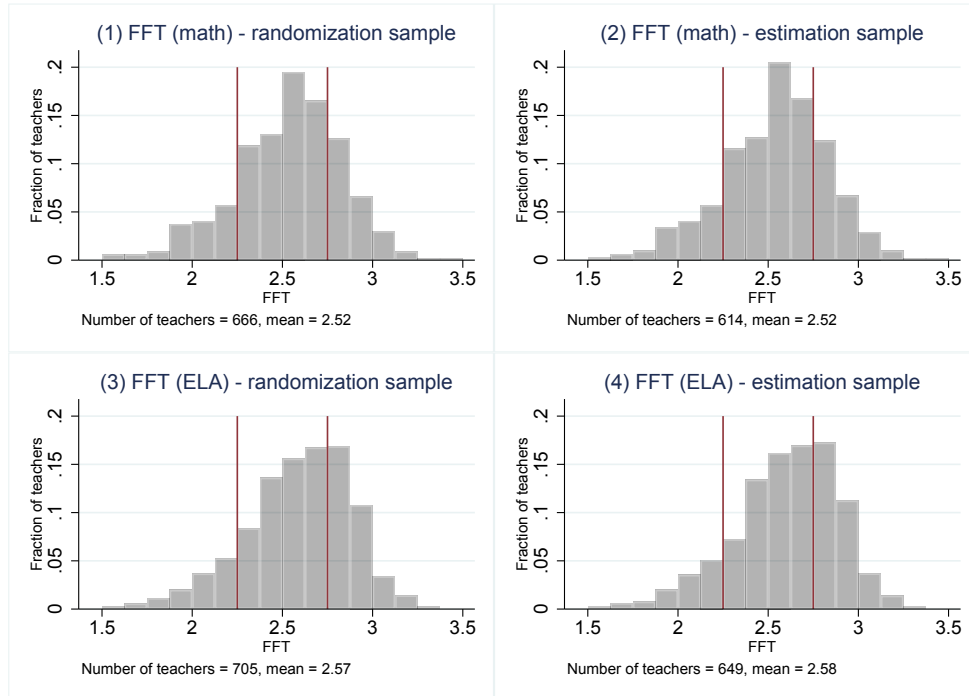 (1) FFT (math) - randomization sample
Fraction of teachers
.2
.15
.1
.05
0
1.5 2 2.5 3 3.5
FFT
Number of teachers = 666, mean = 2.52
(2) FFT (math) - estimation sample
Fraction of teachers
.2
.15
.1
.05
0
1.5 2 2.5 3 3.5
FFT
Number of teachers = 614, mean = 2.52
(3) FFT (ELA) - randomization sample
Fraction of teachers
.2
.15
.1
.05
0
1.5 2 2.5 3 3.5
FFT
Number of teachers = 705, mean = 2.57
(4) FFT (ELA) - estimation sample
Fraction of teachers
.2
.15
.1
.05
0
1.5 2 2.5 3 3.5
FFT
Number of teachers = 649, mean = 2.58